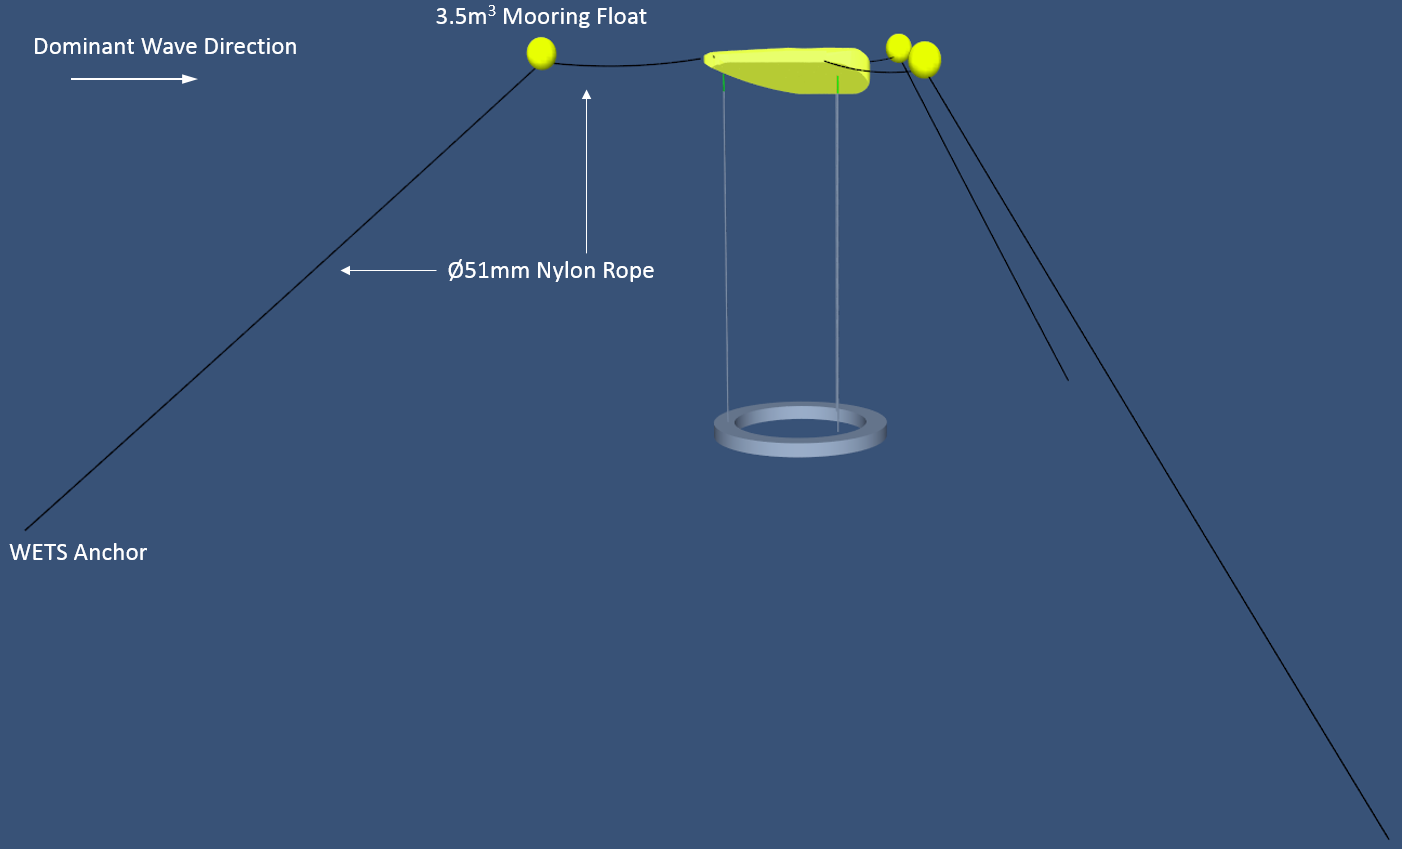 3.5m³ Mooring Float
Dominant Wave Direction
Ø51mm Nylon Rope
WETS Anchor